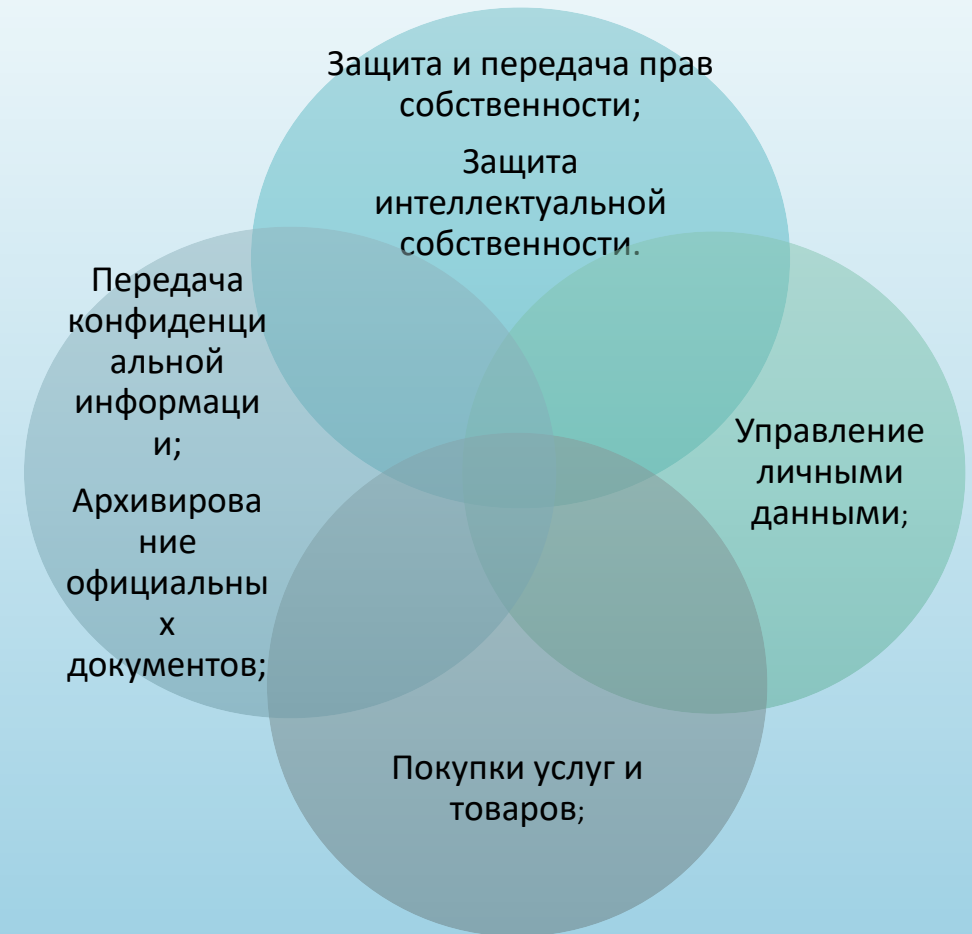 Защита и передача прав
собственности;
Защита
интеллектуальной
собственности.
Передача
конфиденци
альной
информаци
и;
Архивирова
ние
официальны
х
документов;
Управление
личными
данными;
Покупки услуг и
товаров;